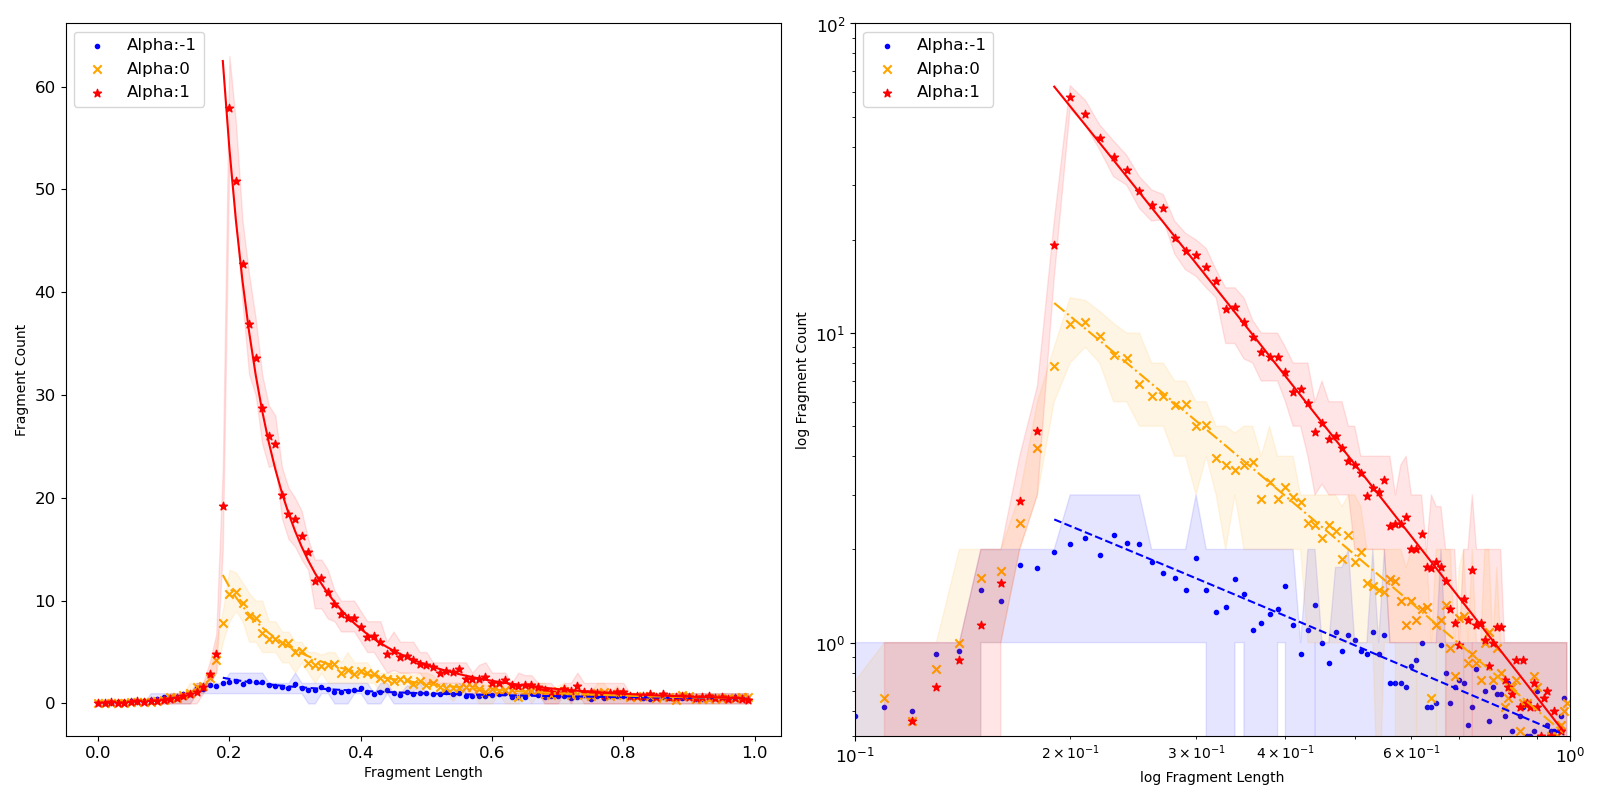 Alpha:-1
Alpha:0
Alpha:1
60
50
40
30
20
10
0
Fragment Count
0.0 0.2 0.4 0.6 0.8 1.0
Fragment Length
Alpha:-1
Alpha:0
Alpha:1
10²
10¹
10⁰
log Fragment Count
10⁻¹ 2 × 10⁻¹ 3 × 10⁻¹ 4 × 10⁻¹ 6 × 10⁻¹ 10⁰
log Fragment Length